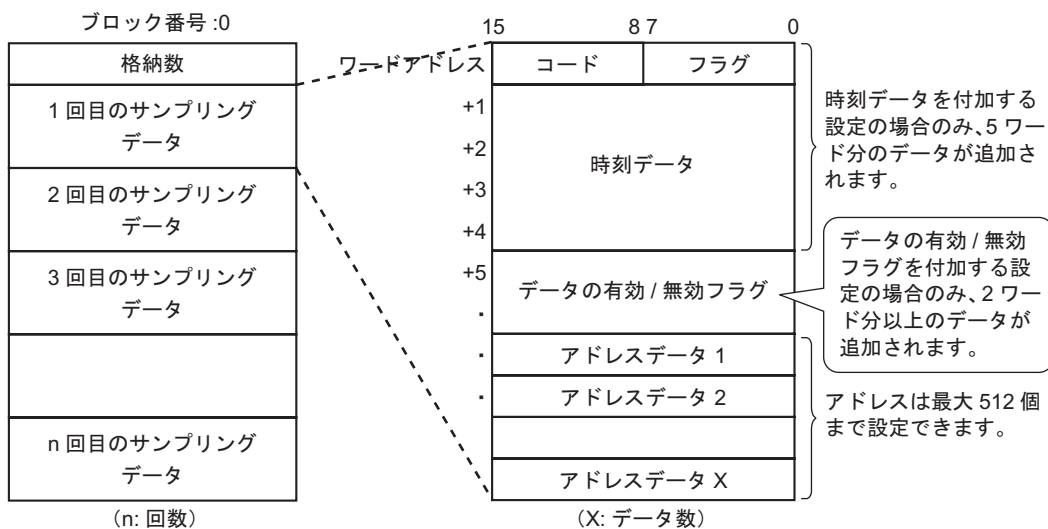 ブロック番号 :0
格納数
1 回目のサンプリング
データ
2 回目のサンプリング
データ
3 回目のサンプリング
データ
n 回目のサンプリング
データ
(n: 回数)
15 8 7 0
ワードアドレス
コード
フラグ
+1
+2
+3
+4
時刻データ
+5
データの有効 / 無効フラグ
アドレスデータ 1
アドレスデータ 2
アドレスデータ X
(X: データ数)
時刻データを付加する
設定の場合のみ、5 ワー
ド分のデータが追加さ
れます。
データの有効 / 無効
フラグを付加する設
定の場合のみ、2 ワー
ド分以上のデータが
追加されます。
アドレスは最大 512 個
まで設定できます。